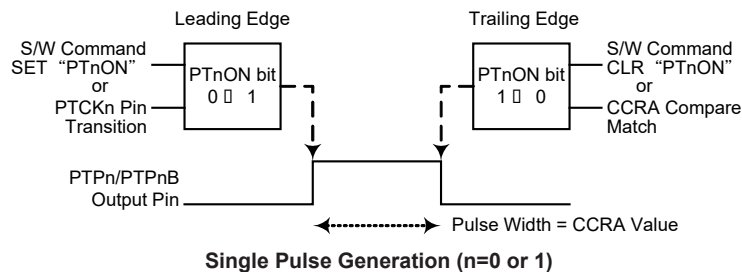 Leading Edge
Trailing Edge
S/W Command
SET “PTnON”
or
PTCKn Pin
Transition
PTnON bit
0 ▯ 1
PTnON bit
1 ▯ 0
S/W Command
CLR “PTnON”
or
CCRA Compare
Match
PTPn/PTPnB
Output Pin
Pulse Width = CCRA Value
Single Pulse Generation (n=0 or 1)